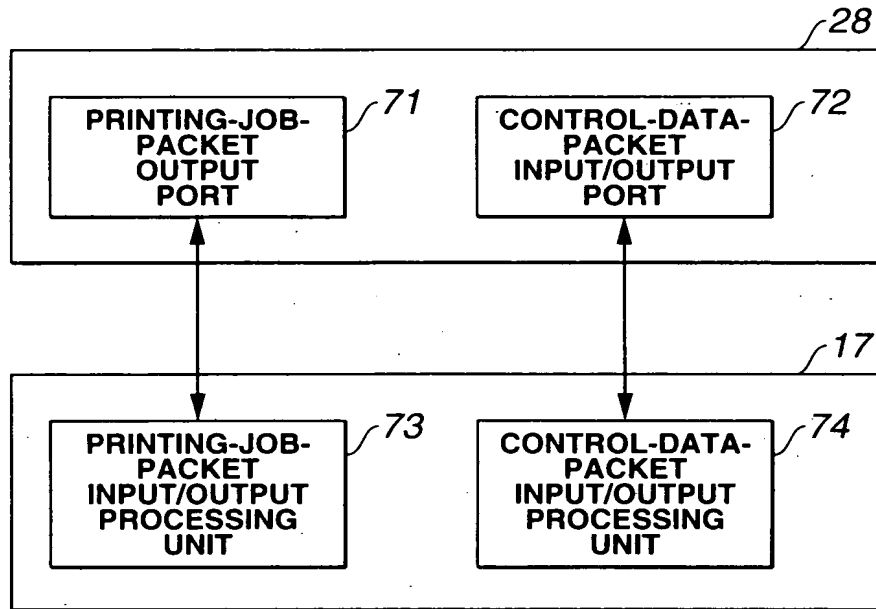 28
71
PRINTING-JOB-
PACKET
OUTPUT
PORT
72
CONTROL-DATA-
PACKET
INPUT/OUTPUT
PORT
17
73
PRINTING-JOB-
PACKET
INPUT/OUTPUT
PROCESSING
UNIT
74
CONTROL-DATA-
PACKET
INPUT/OUTPUT
PROCESSING
UNIT